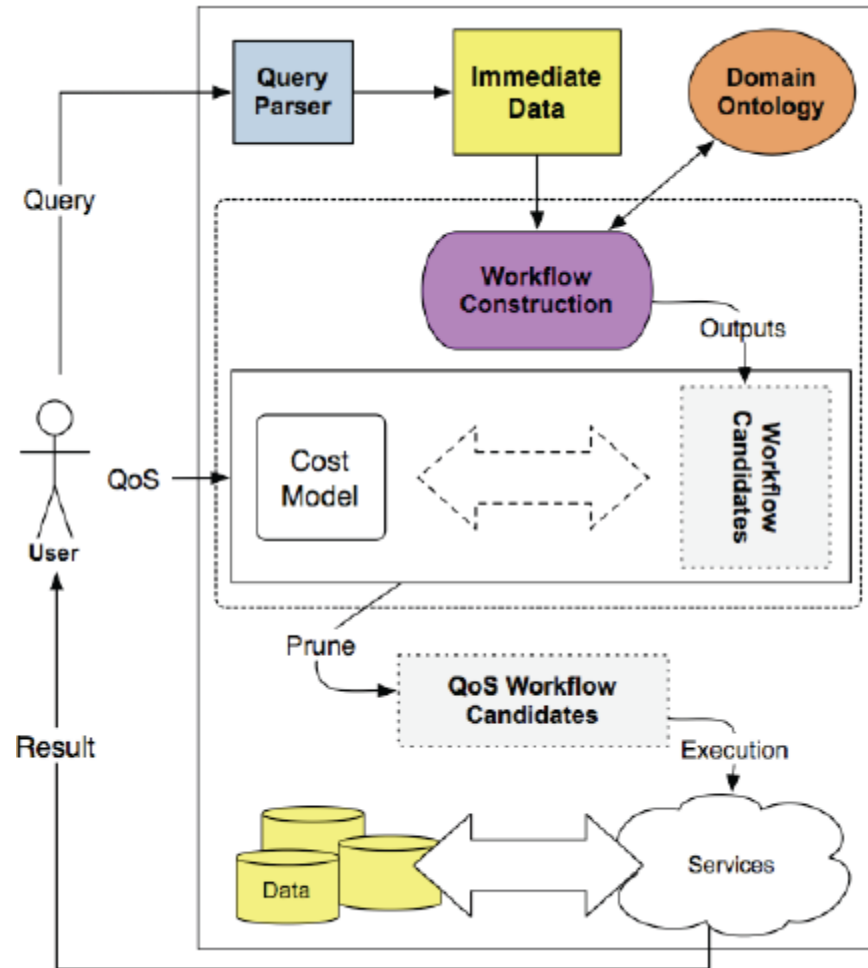 Query
Parser
Immediate
Data
Domain
Ontology
Query
Workflow
Construction
Outputs
Cost
Model
Workflow
Candidates
QoS
User
Prune
QoS Workflow
Candidates
Result
Execution
Data
Services